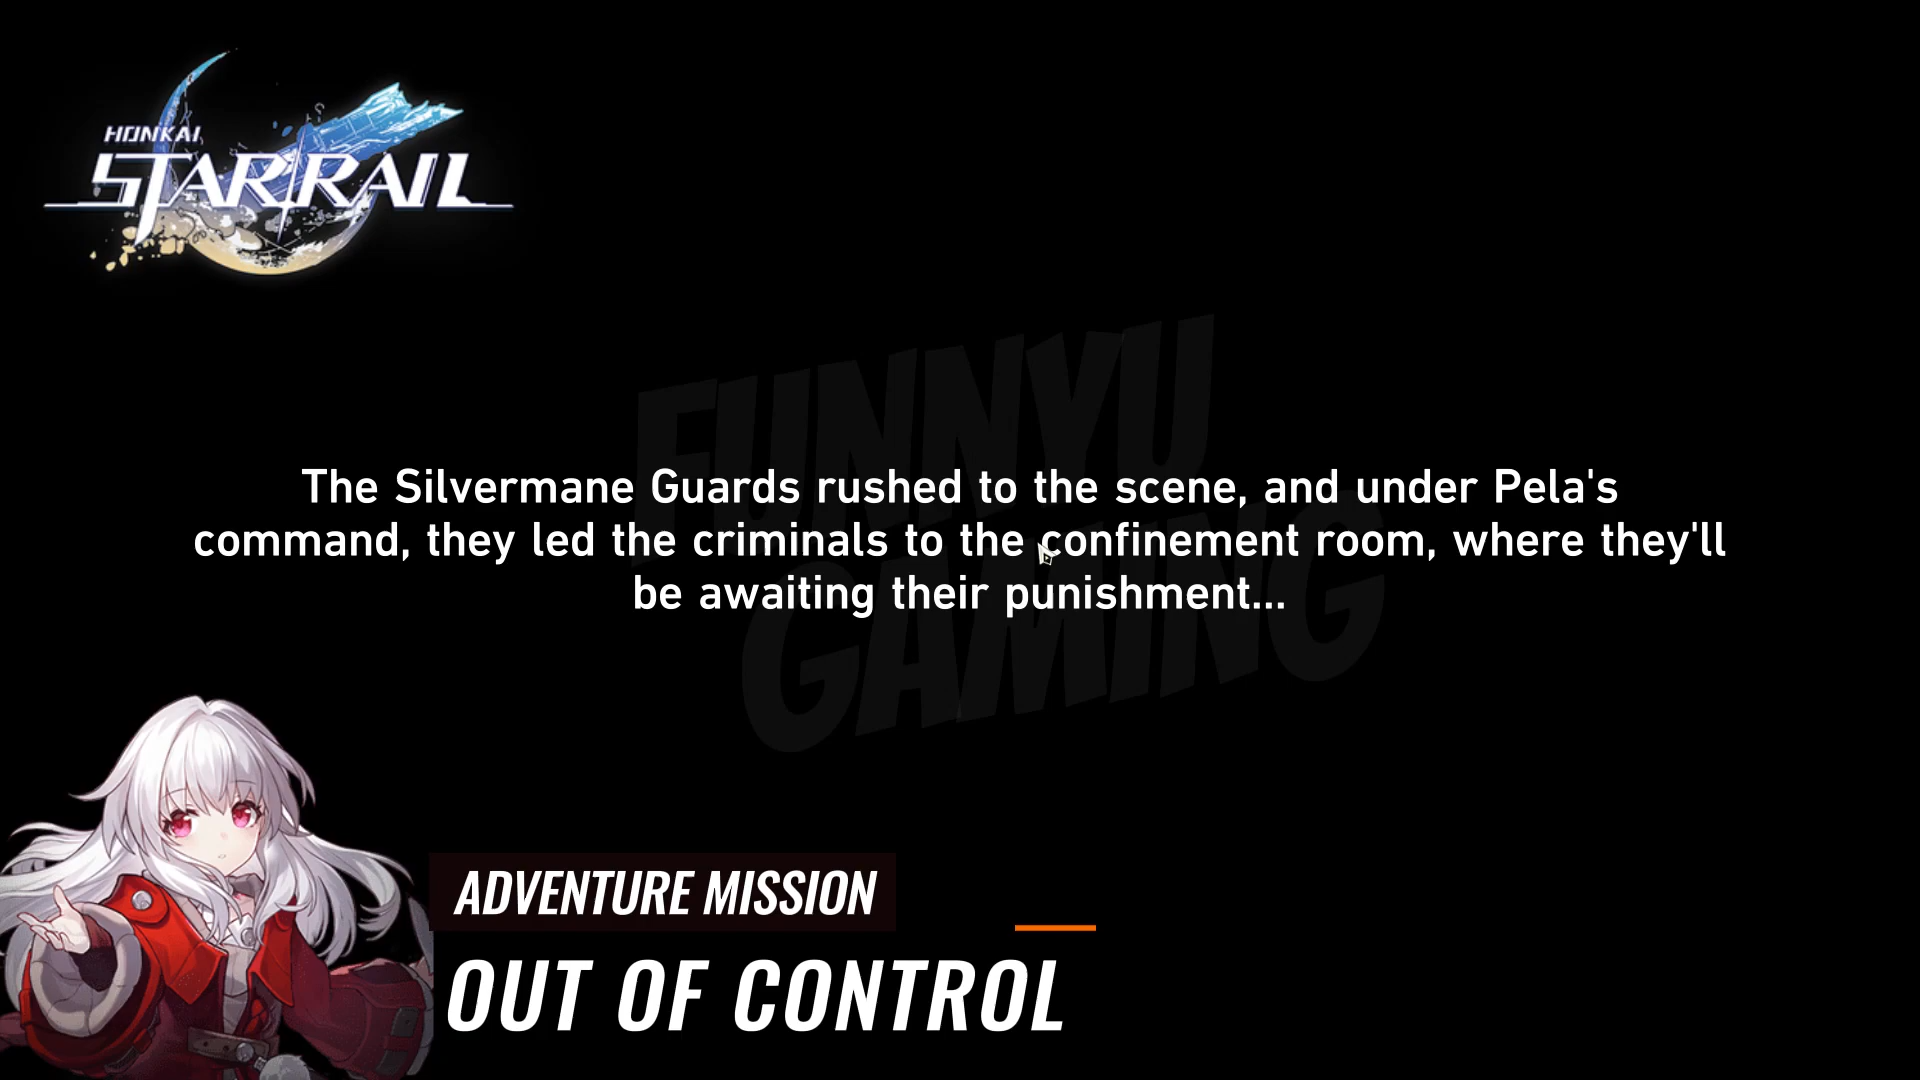 HONKAI
STAR RAIL
FUNNYU
GAMING
The Silvermane Guards rushed to the scene, and under Pela's
command, they led the criminals to the confinement room, where they'll
be awaiting their punishment...
ADVENTURE MISSION
OUT OF CONTROL